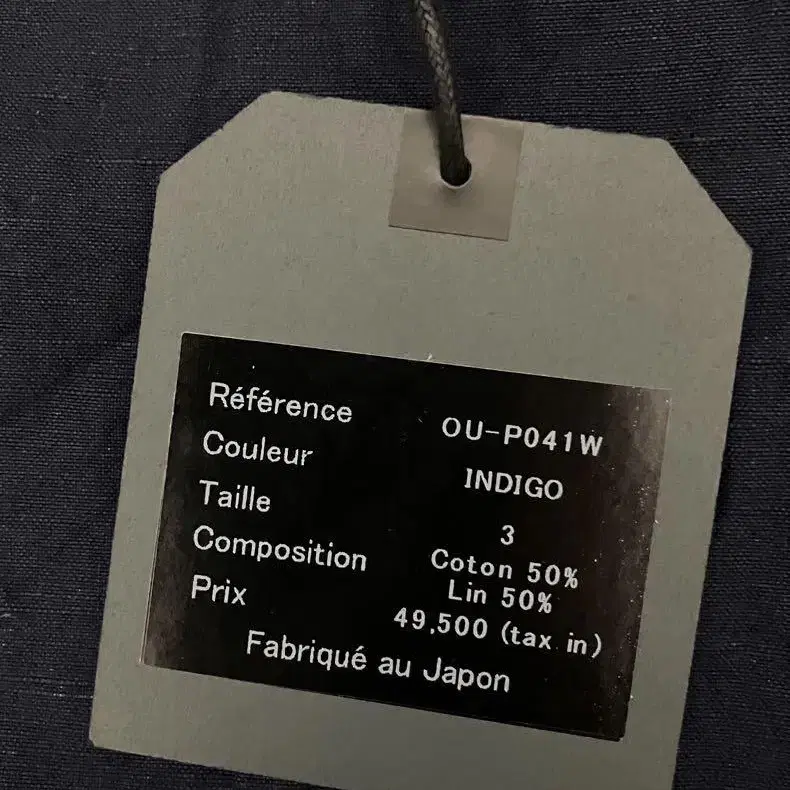 Référence OU-P041W
Couleur INDIGO
Taille 3
Composition Coton 50%
Lin 50%
Prix 49,500 (tax in)
Fabriqué au Japon